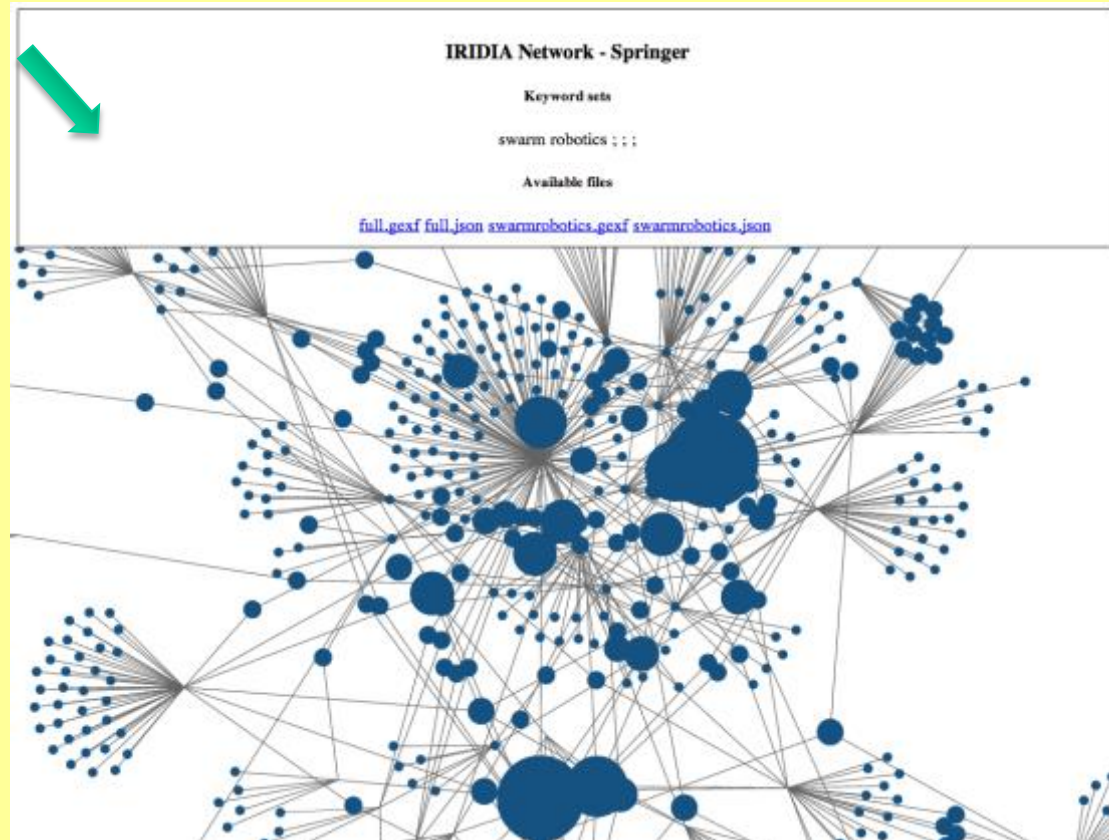 IRIDIA Network - Springer
Keyword sets
swarm robotics ; ; ;
Available files
full.gexf full.json swarmrobotics.gexf swarmrobotics.json